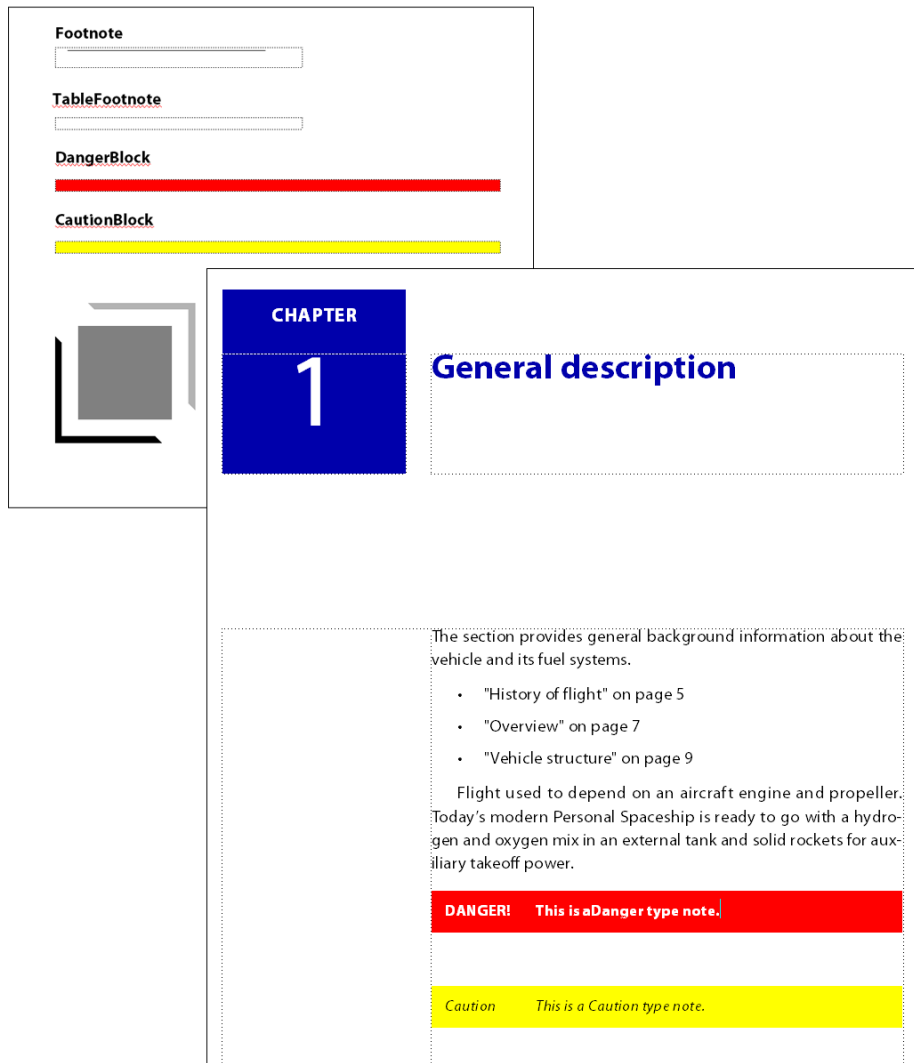 Footnote
TableFootnote
DangerBlock
CautionBlock
CHAPTER
1
General description
The section provides general background information about the
vehicle and its fuel systems.
• "History of flight" on page 5
• "Overview" on page 7
• "Vehicle structure" on page 9
Flight used to depend on an aircraft engine and propeller.
Today's modern Personal Spaceship is ready to go with a hydro-
gen and oxygen mix in an external tank and solid rockets for aux-
iliary takeoff power.
DANGER! This is aDanger type note.
Caution This is a Caution type note.